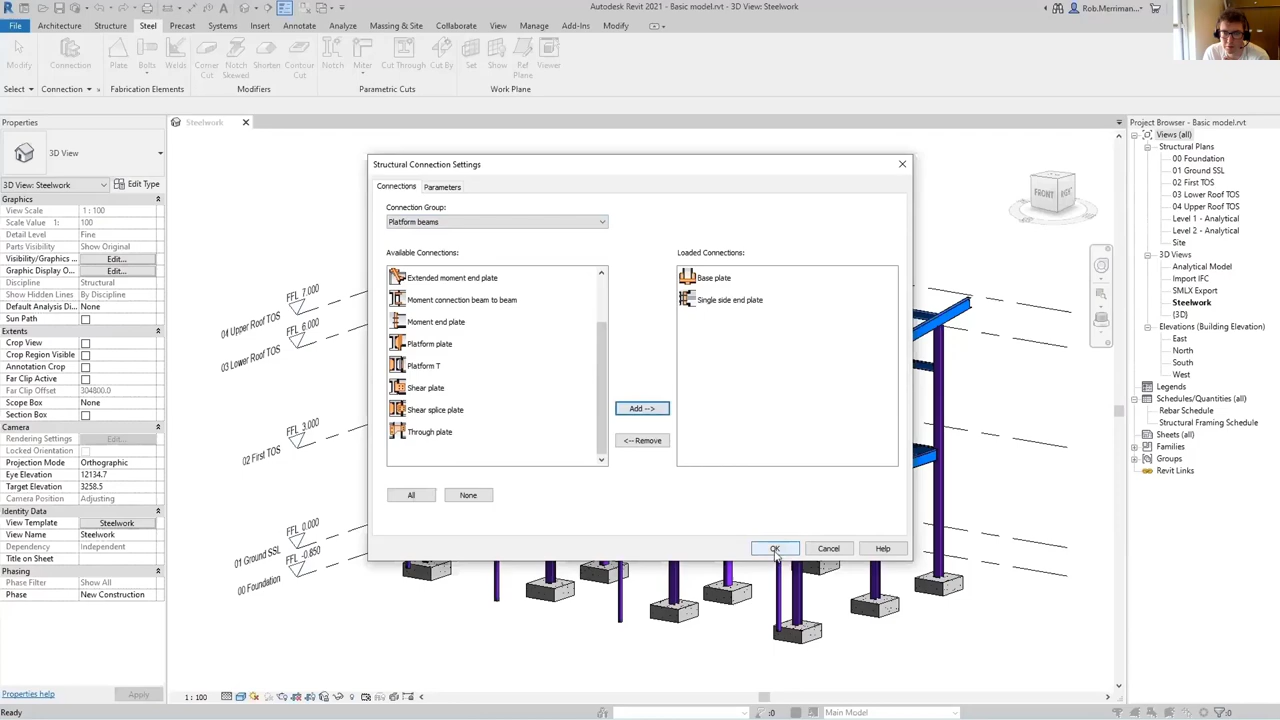 Autodesk Revit 2021 - Basic model.rvt - 3D View: Steelwork
Rob.Merriman...
File Architecture Structure Steel Precast Systems Insert Annotate Analyze Massing & Site Collaborate View Manage Add-Ins Modify
Modify Connection Plate Bolts Welds Corner Cut Notch Skewed Shorten Contour Cut Notch Miter Cut Through Cut By Set Show Ref Plane Viewer
Select Connection Fabrication Elements Modifiers Parametric Cuts Work Plane
Properties
3D View
3D View: Steelwork Edit Type
Graphics
View Scale 1 : 100
Scale Value 1: 100
Detail Level Fine
Parts Visibility Show Original
Visibility/Graphics ... Edit...
Graphic Display O... Edit...
Discipline Structural
Show Hidden Lines By Discipline
Default Analysis Di... None
Sun Path
Extents
Crop View
Crop Region Visible
Annotation Crop
Far Clip Active
Far Clip Offset 304800.0
Scope Box None
Section Box
Camera
Rendering Settings Edit...
Locked Orientation
Projection Mode Orthographic
Eye Elevation 12134.7
Target Elevation 3258.5
Camera Position Adjusting
Identity Data
View Template Steelwork
View Name Steelwork
Dependency Independent
Title on Sheet
Phasing
Phase Filter Show All
Phase New Construction
Properties help Apply
Steelwork
FFL 7.000
04 Upper Roof TOS
FFL 6.000
03 Lower Roof TOS
FFL 3.000
02 First TOS
FFL 0.000
01 Ground SSL
FFL -0.850
00 Foundation
FRONT
Structural Connection Settings
Connections Parameters
Connection Group:
Platform beams
Available Connections:
Extended moment end plate
Moment connection beam to beam
Moment end plate
Platform plate
Platform T
Shear plate
Shear splice plate
Through plate
Add -->
<-- Remove
Loaded Connections:
Base plate
Single side end plate
All None
OK Cancel Help
Project Browser - Basic model.rvt
Views (all)
Structural Plans
00 Foundation
01 Ground SSL
02 First TOS
03 Lower Roof TOS
04 Upper Roof TOS
Level 1 - Analytical
Level 2 - Analytical
Site
3D Views
Analytical Model
Import IFC
SMLX Export
Steelwork
{3D}
Elevations (Building Elevation)
East
North
South
West
Legends
Schedules/Quantities (all)
Rebar Schedule
Structural Framing Schedule
Sheets (all)
Families
Groups
Revit Links
1 : 100
Ready
:0 Main Model :0